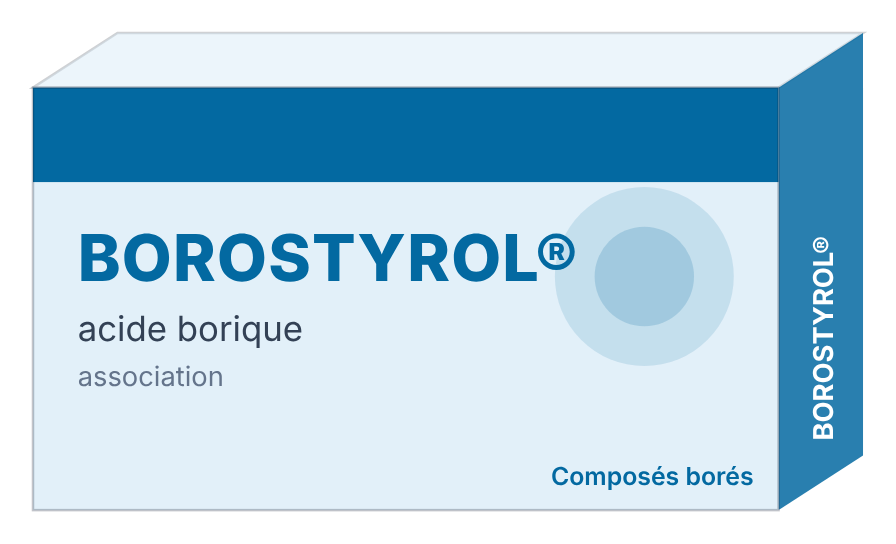 BOROSTYROL®
acide borique
association
Composés borés
BOROSTYROL®